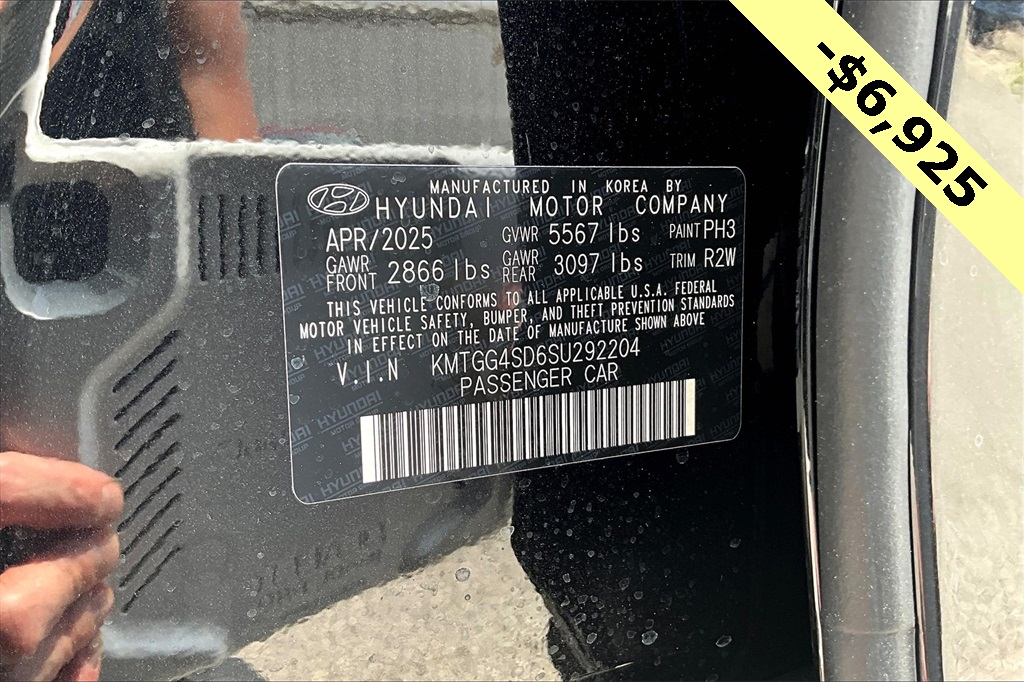 -$6,925
MANUFACTURED IN KOREA BY
HYUNDAI MOTOR COMPANY
APR/2025 GVWR 5567 lbs PAINT PH3
GAWR FRONT 2866 lbs GAWR REAR 3097 lbs TRIM R2W
THIS VEHICLE CONFORMS TO ALL APPLICABLE U.S.A. FEDERAL
MOTOR VEHICLE SAFETY, BUMPER, AND THEFT PREVENTION STANDARDS
IN EFFECT ON THE DATE OF MANUFACTURE SHOWN ABOVE
V.I.N KMTGG4SD6SU292204
PASSENGER CAR